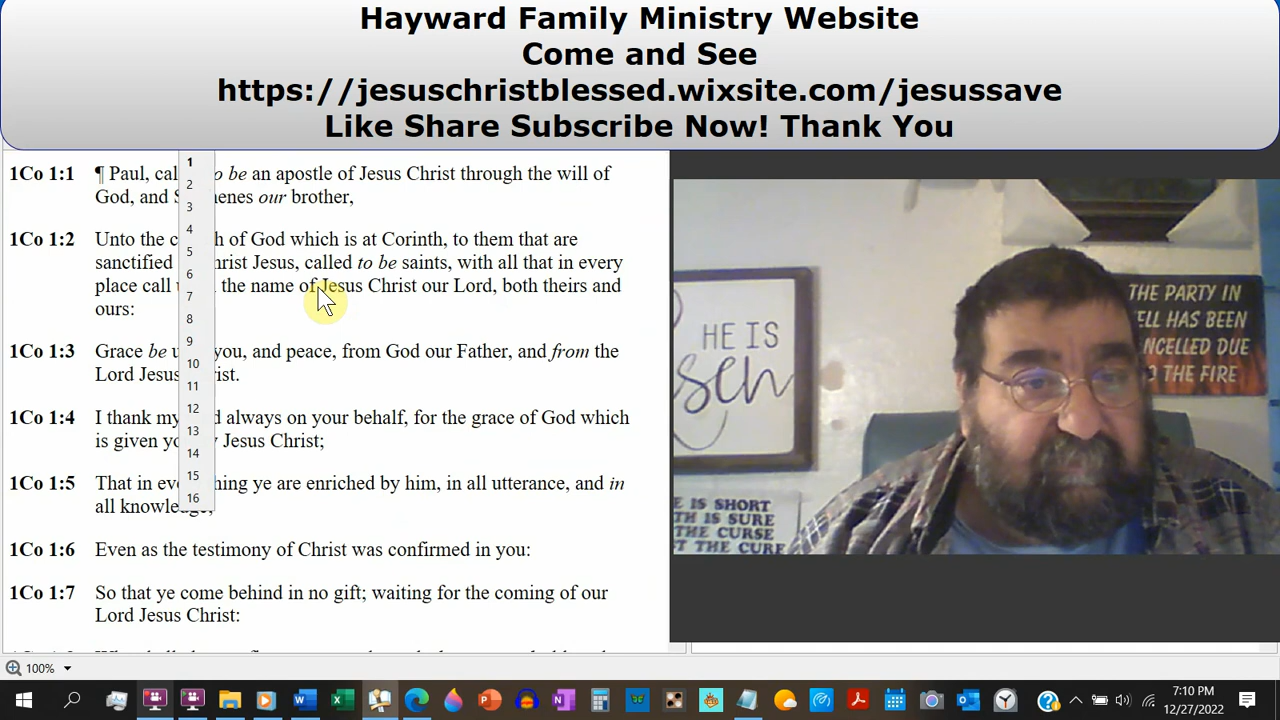 Hayward Family Ministry Website
Come and See
https://jesuschristblessed.wixsite.com/jesussave
Like Share Subscribe Now! Thank You
1Co 1:1 ¶ Paul, be an apostle of Jesus Christ through the will of
God, and our brother,
1Co 1:2 Unto the of God which is at Corinth, to them that are
sanctified Jesus, called to be saints, with all that in every
place call the name of Jesus Christ our Lord, both theirs and
ours:
1Co 1:3 Grace be you, and peace, from God our Father, and from the
Lord Jesus
1Co 1:4 I thank my always on your behalf, for the grace of God which
is given Jesus Christ;
1Co 1:5 That in ye are enriched by him, in all utterance, and in
all knowledge;
1Co 1:6 Even as the testimony of Christ was confirmed in you:
1Co 1:7 So that ye come behind in no gift; waiting for the coming of our
Lord Jesus Christ:
1
2
3
4
5
6
7
8
9
10
11
12
13
14
15
16
HE IS
THE PARTY IN
HAS BEEN
DUE
THE FIRE
IS SHORT
IS SURE
THE CURSE
THE CURE
100%
7:10 PM
12/27/2022